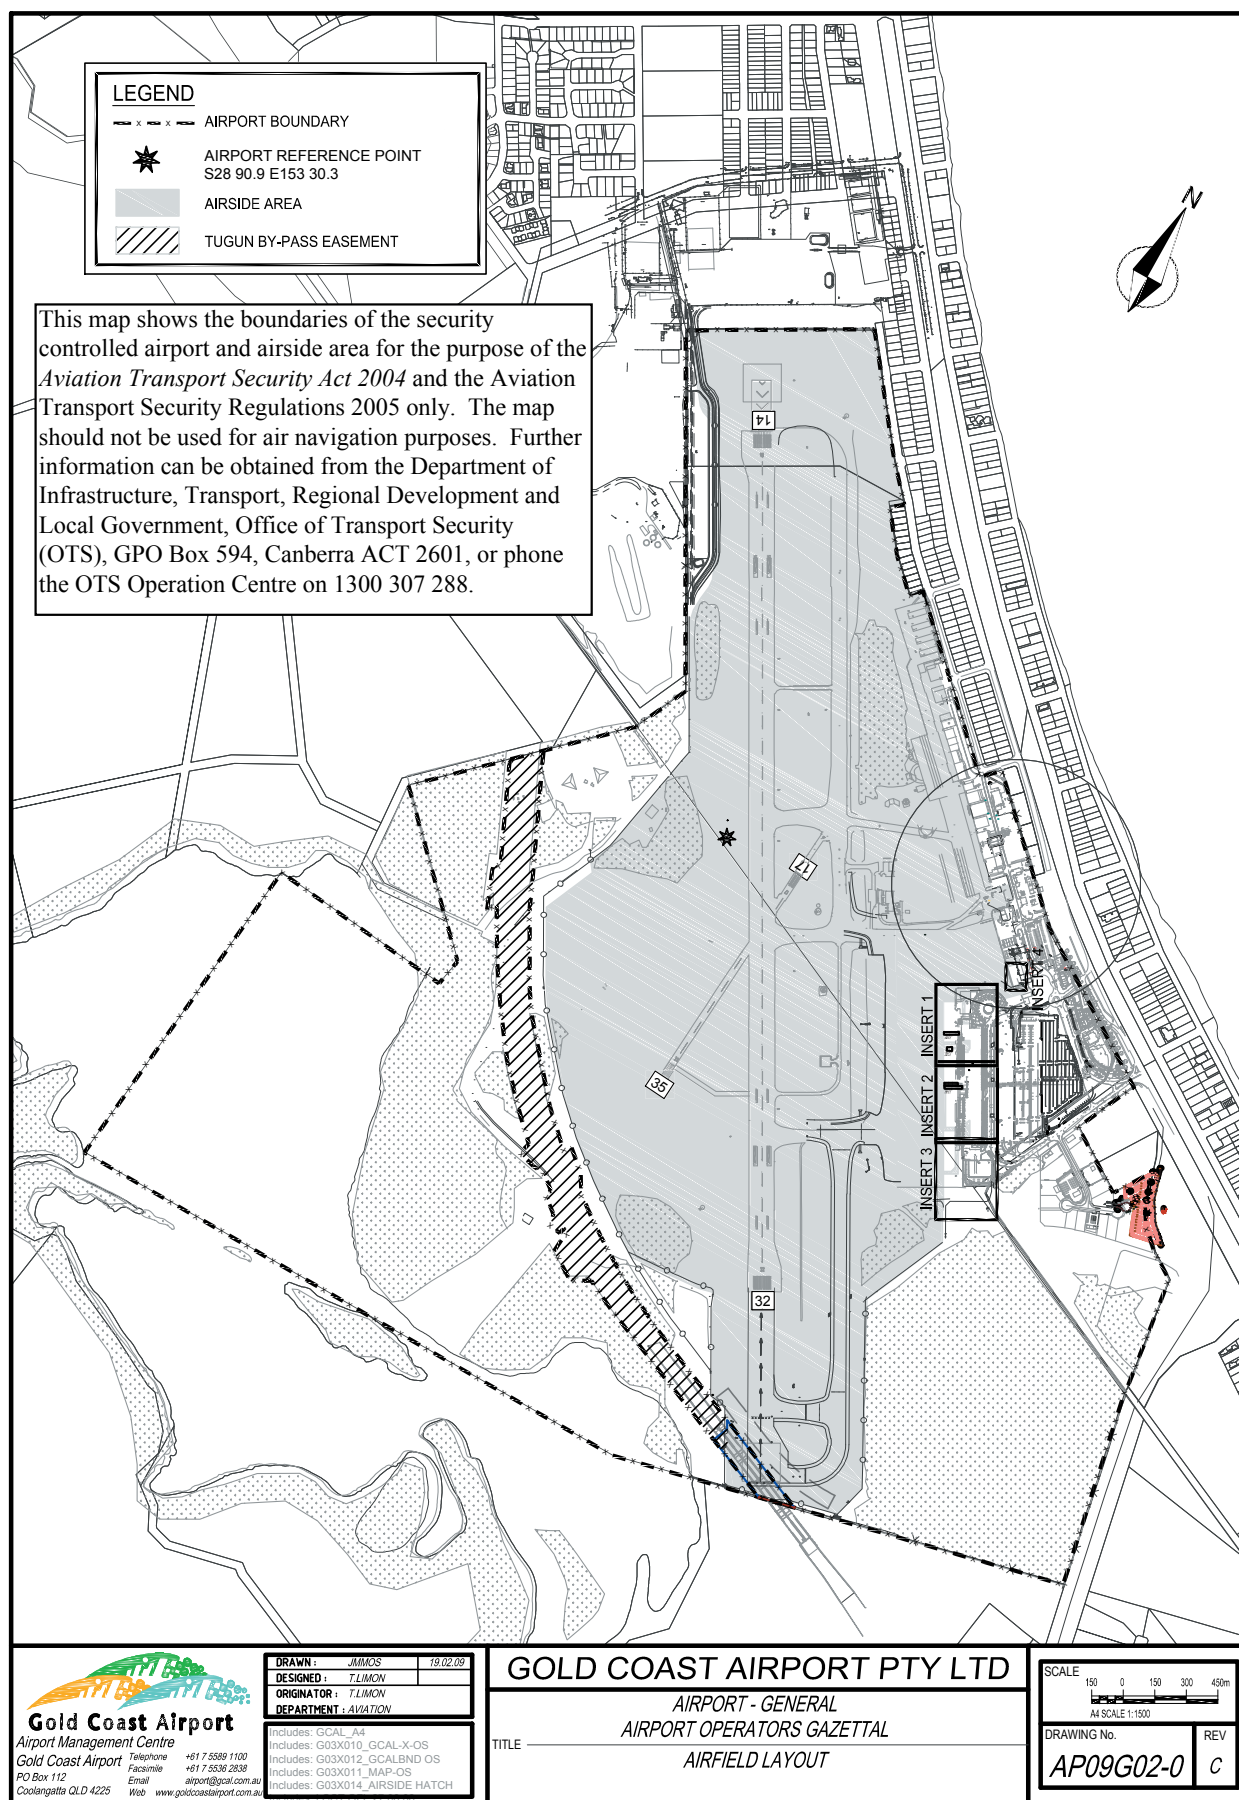 LEGEND
AIRPORT BOUNDARY
AIRPORT REFERENCE POINT
S28 90.9 E153 30.3
AIRSIDE AREA
TUGUN BY-PASS EASEMENT
N
This map shows the boundaries of the security
controlled airport and airside area for the purpose of the
Aviation Transport Security Act 2004 and the Aviation
Transport Security Regulations 2005 only. The map
should not be used for air navigation purposes. Further
information can be obtained from the Department of
Infrastructure, Transport, Regional Development and
Local Government, Office of Transport Security
(OTS), GPO Box 594, Canberra ACT 2601, or phone
the OTS Operation Centre on 1300 307 288.
14
17
35
32
INSERT 4
INSERT 1
INSERT 2
INSERT 3
Gold Coast Airport
Airport Management Centre
Gold Coast Airport
PO Box 112
Coolangatta QLD 4225
Telephone +61 7 5589 1100
Facsimile +61 7 5536 2838
Email airport@gcal.com.au
Web www.goldcoastairport.com.au
DRAWN : JMMOS 19.02.09
DESIGNED : T.LIMON
ORIGINATOR : T.LIMON
DEPARTMENT : AVIATION
Includes: GCAL_A4
Includes: G03X010_GCAL-X-OS
Includes: G03X012_GCALBND OS
Includes: G03X011_MAP-OS
Includes: G03X014_AIRSIDE HATCH
GOLD COAST AIRPORT PTY LTD
TITLE
AIRPORT - GENERAL
AIRPORT OPERATORS GAZETTAL
AIRFIELD LAYOUT
SCALE
150 0 150 300 450m
A4 SCALE 1:1500
DRAWING No.
AP09G02-0
REV
C